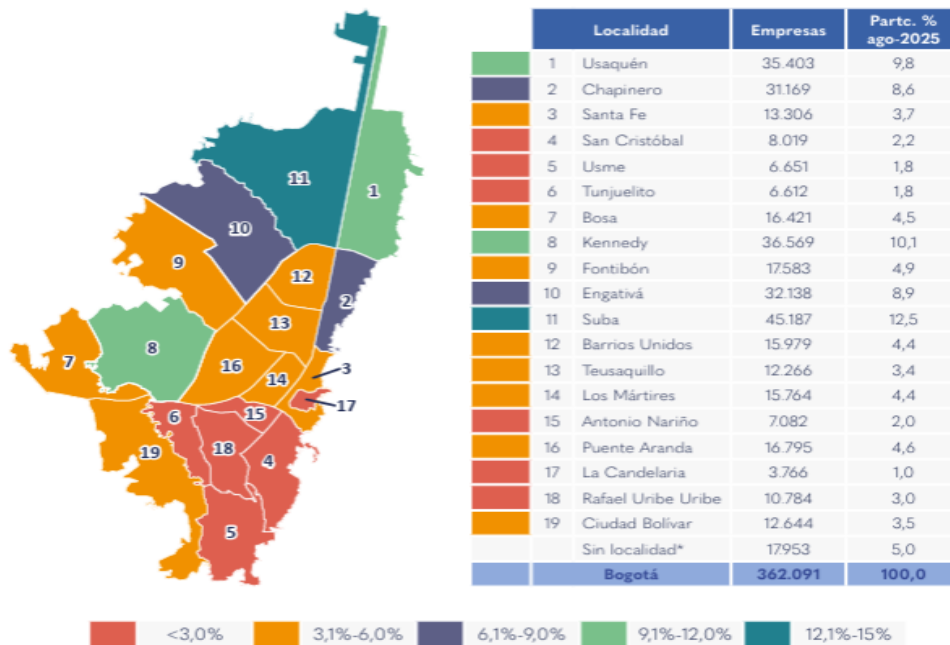 Localidad Empresas Partc. % ago-2025
1 Usaquén 35.403 9,8
2 Chapinero 31.169 8,6
3 Santa Fe 13.306 3,7
4 San Cristóbal 8.019 2,2
5 Usme 6.651 1,8
6 Tunjuelito 6.612 1,8
7 Bosa 16.421 4,5
8 Kennedy 36.569 10,1
9 Fontibón 17.583 4,9
10 Engativá 32.138 8,9
11 Suba 45.187 12,5
12 Barrios Unidos 15.979 4,4
13 Teusaquillo 12.266 3,4
14 Los Mártires 15.764 4,4
15 Antonio Nariño 7.082 2,0
16 Puente Aranda 16.795 4,6
17 La Candelaria 3.766 1,0
18 Rafael Uribe Uribe 10.784 3,0
19 Ciudad Bolívar 12.644 3,5
Sin localidad* 17.953 5,0
Bogotá 362.091 100,0
11
1
10
9
12
2
13
7
8
16
14
3
17
6
15
19
18
4
5
<3,0% 3,1%-6,0% 6,1%-9,0% 9,1%-12,0% 12,1%-15%